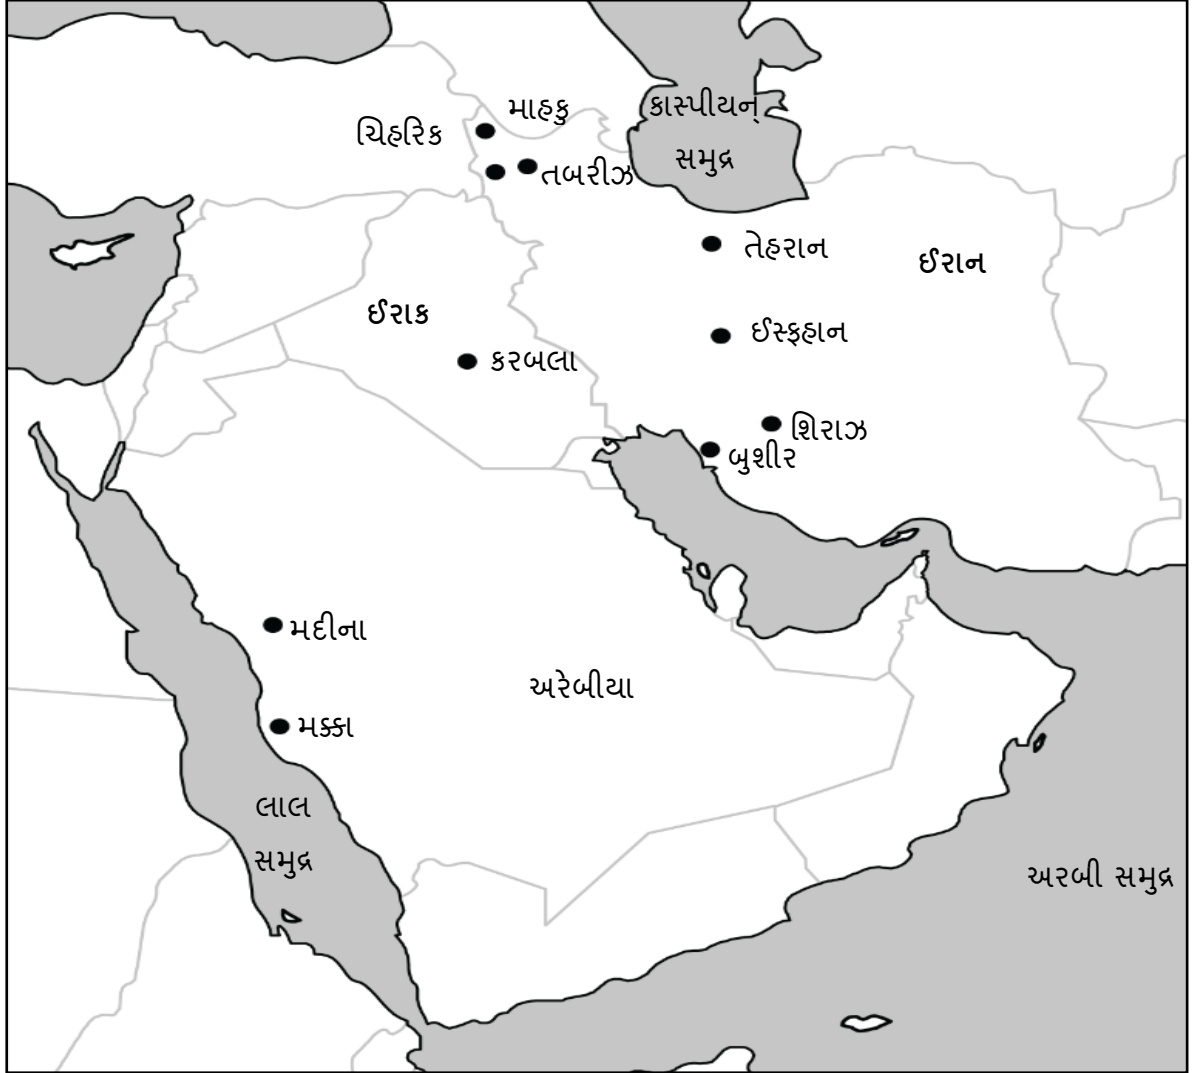 માહકુ
કાસ્પીયન્
ચિહરિક
સમુદ્ર
તબરીઝ
તેહરાન
ઈરાન
ઈરાક
ઈસ્ફહાન
કરબલા
શિરાઝ
બુશીર
મદીના
અરેબીયા
મક્કા
લાલ
સમુદ્ર
અરબી સમુદ્ર